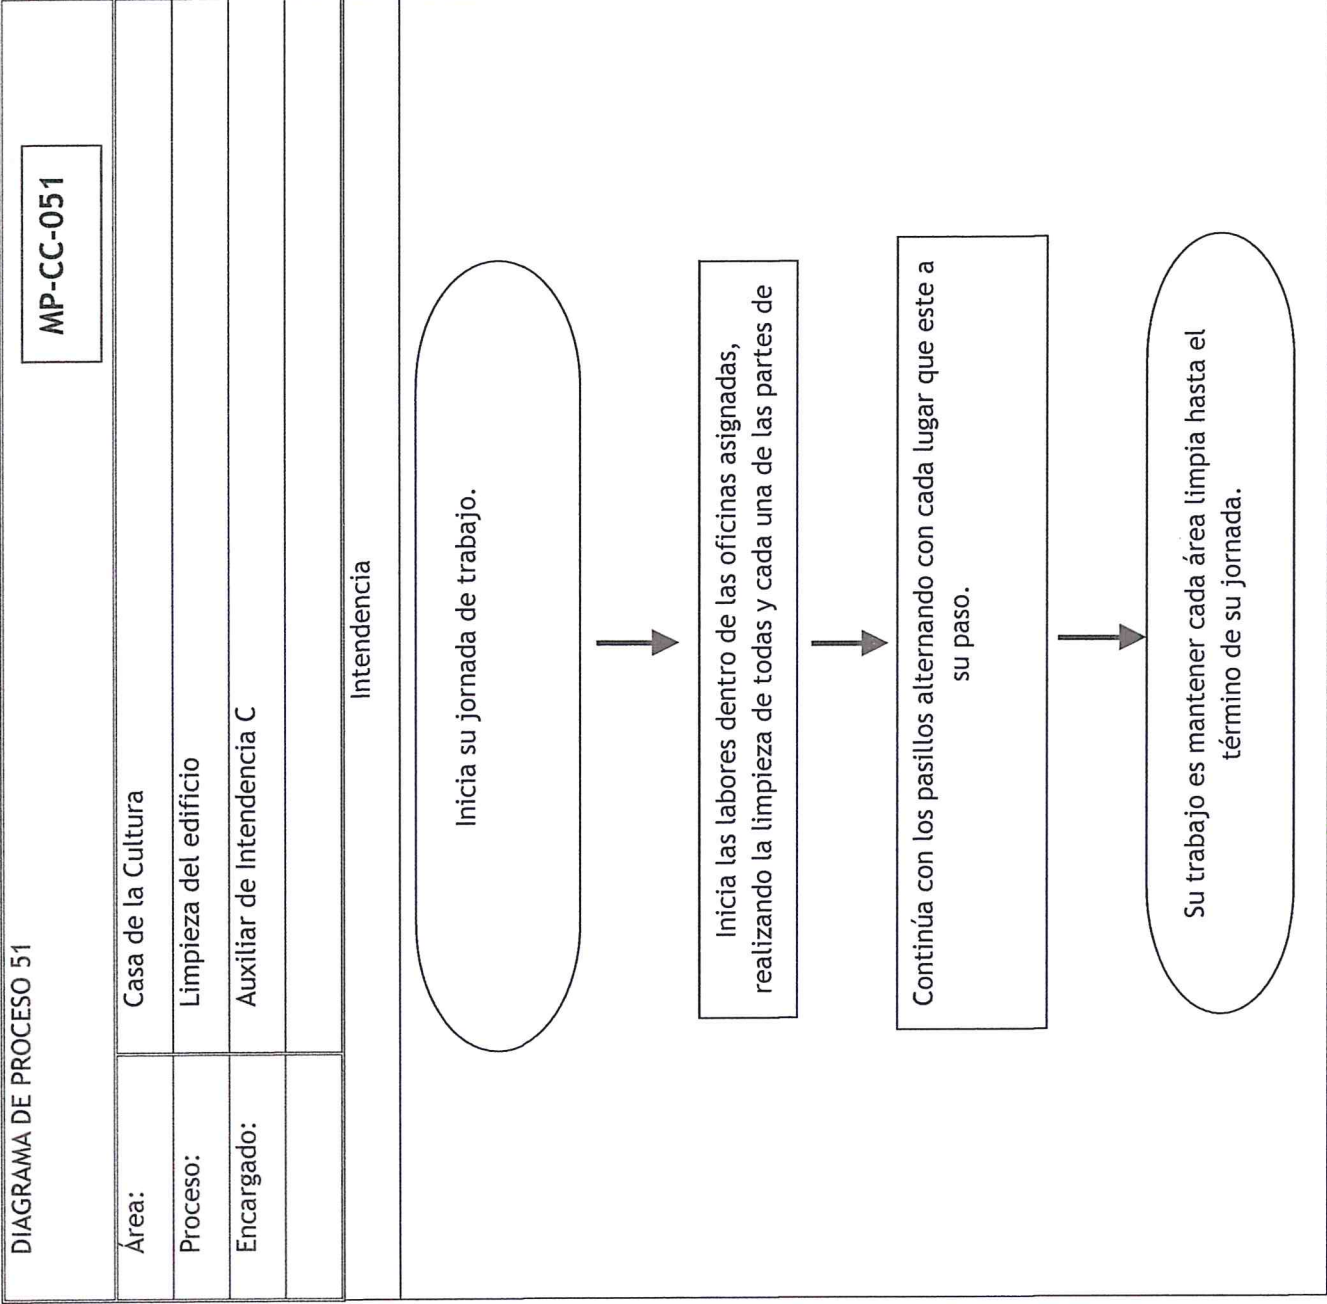 DIAGRAMA DE PROCESO 51
MP-CC-051
Área: Casa de la Cultura
Proceso: Limpieza del edificio
Encargado: Auxiliar de Intendencia C
Intendencia
Inicia su jornada de trabajo.
Inicia las labores dentro de las oficinas asignadas,
realizando la limpieza de todas y cada una de las partes de
Continúa con los pasillos alternando con cada lugar que este a
su paso.
Su trabajo es mantener cada área limpia hasta el
término de su jornada.